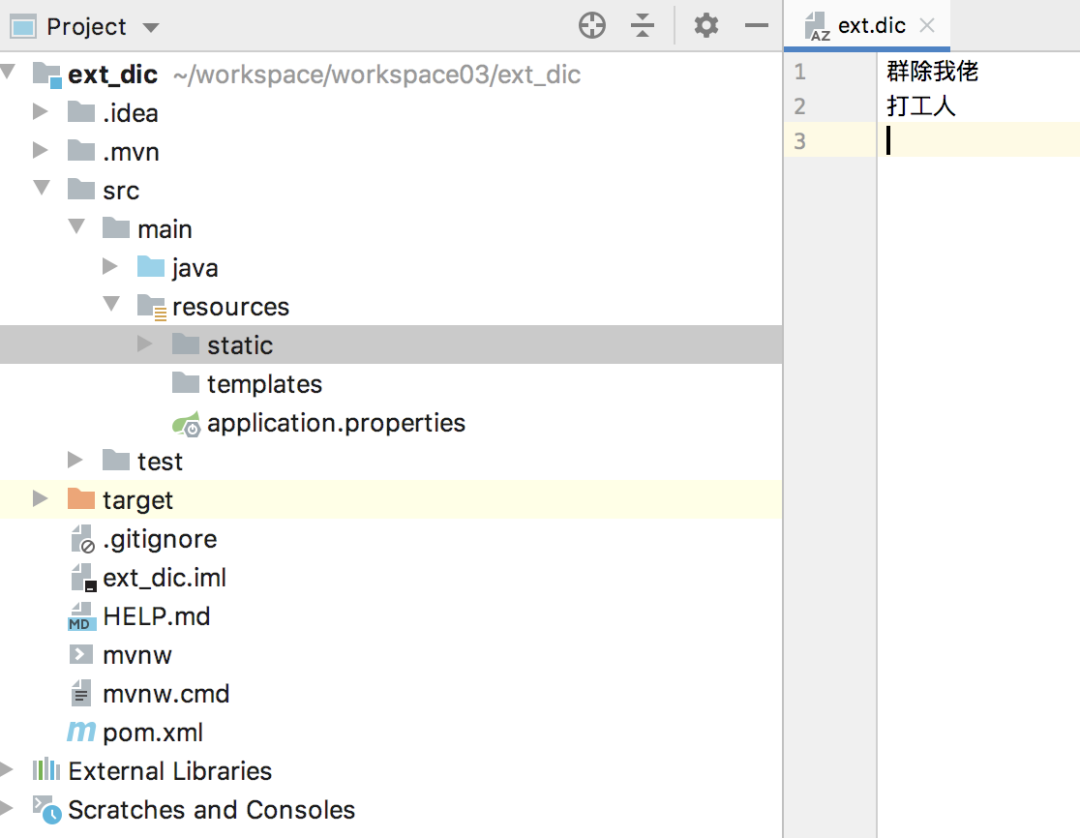 Project
ext_dic ~/workspace/workspace03/ext_dic
.idea
.mvn
src
main
java
resources
static
templates
application.properties
test
target
.gitignore
ext_dic.iml
MD HELP.md
mvnw
mvnw.cmd
m pom.xml
External Libraries
Scratches and Consoles
AZ ext.dic
1 群除我佬
2 打工人
3